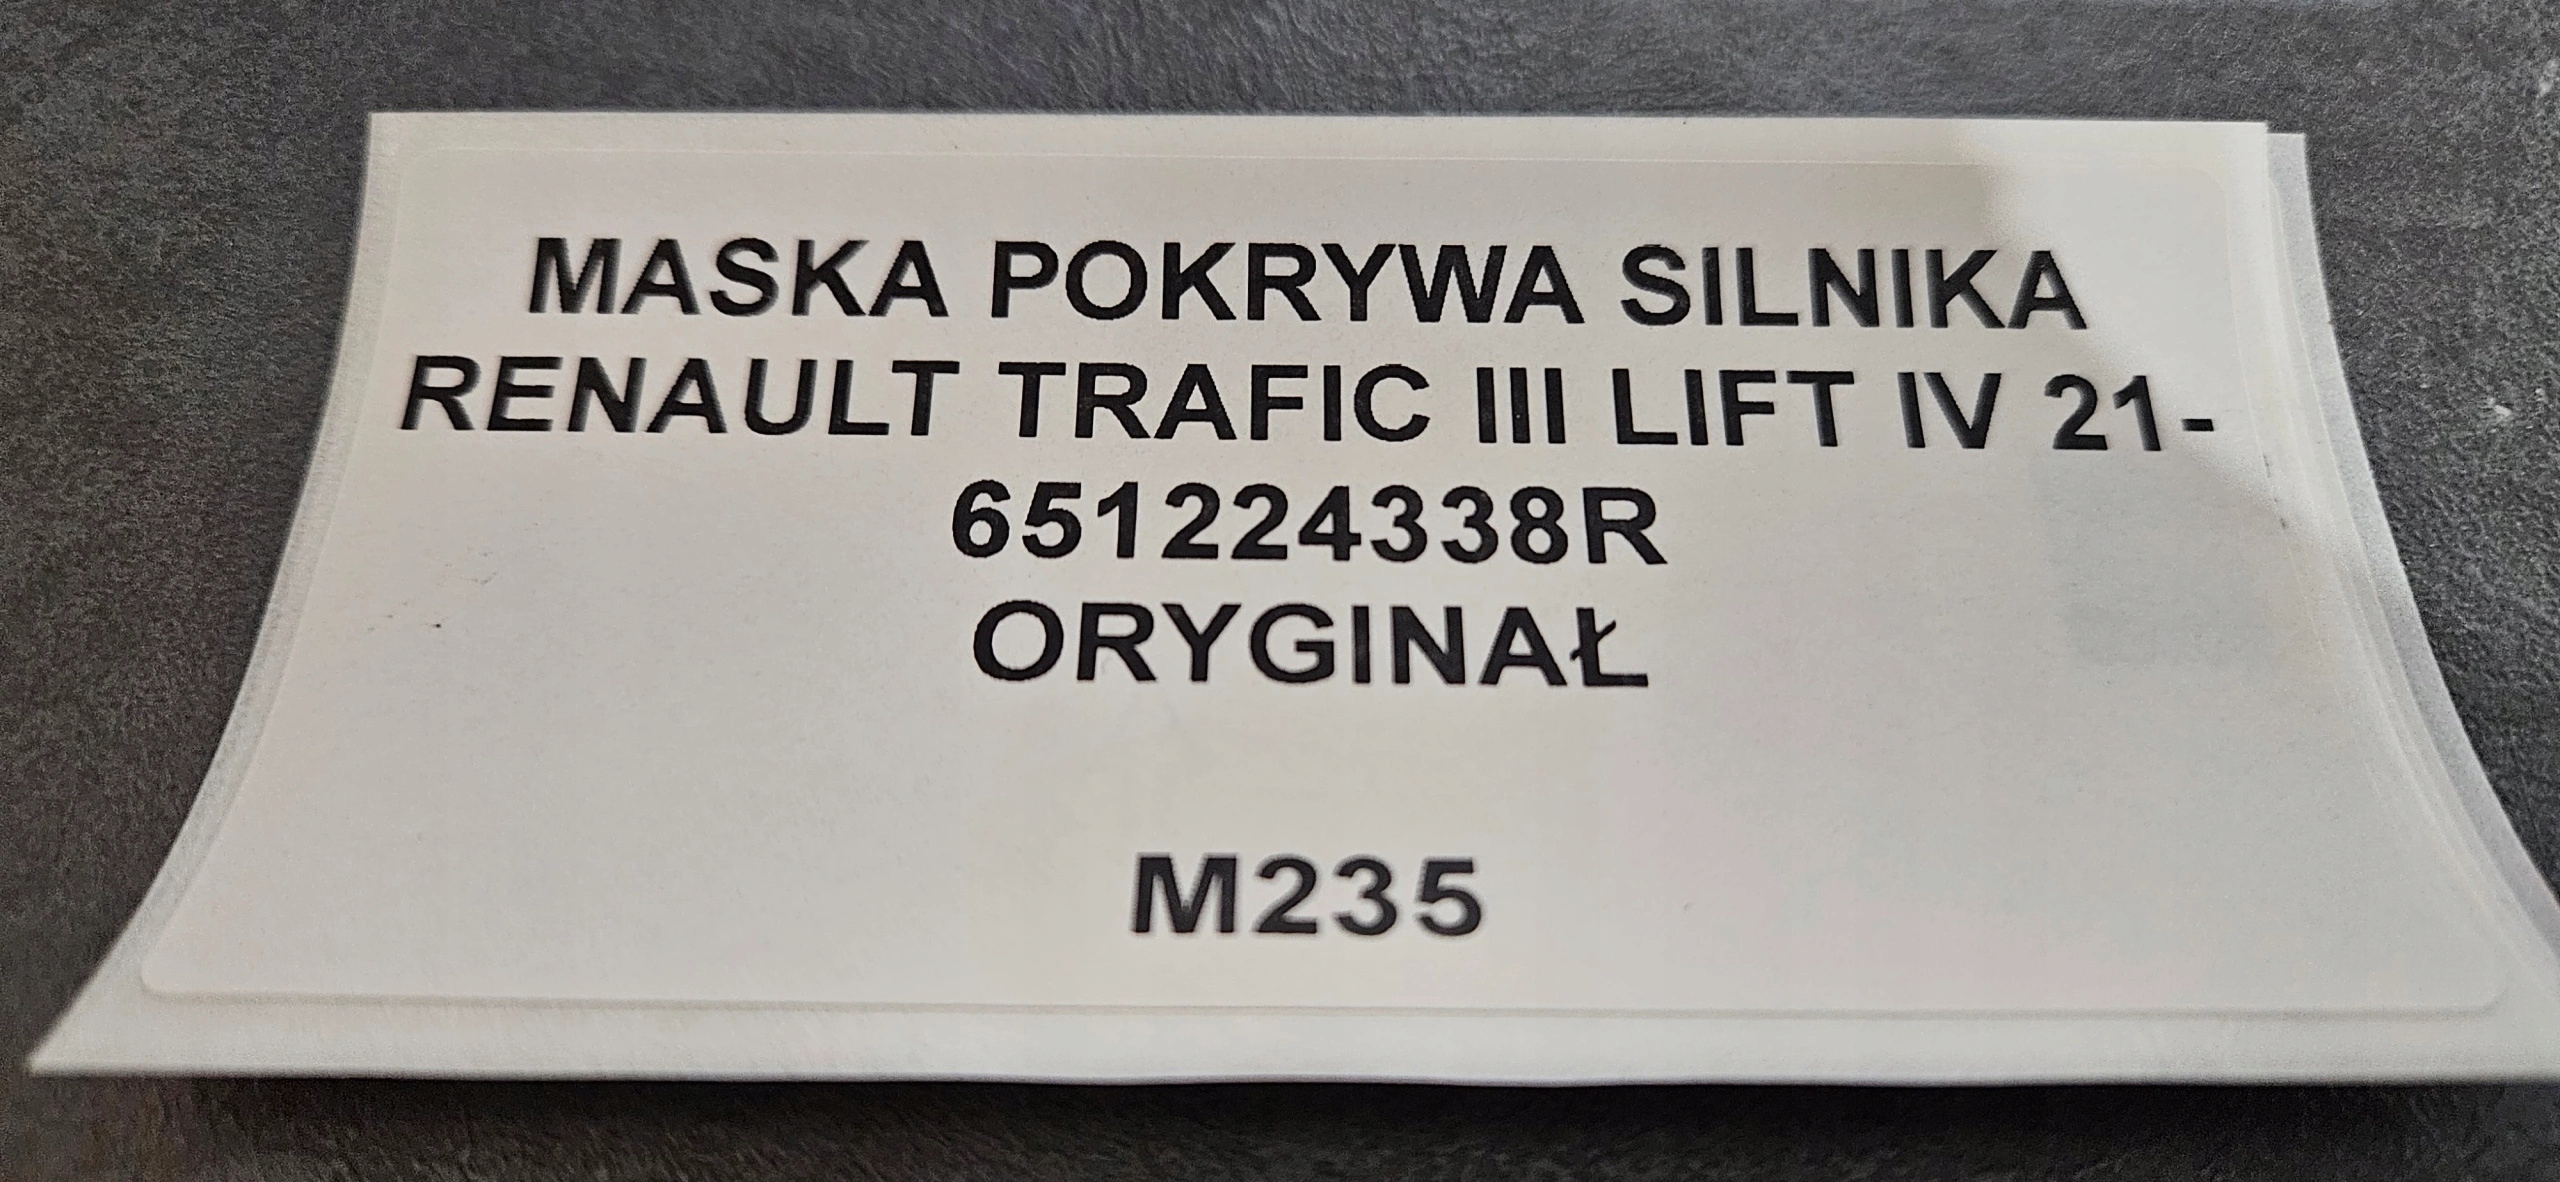 MASKA POKRYWA SILNIKA
RENAULT TRAFIC III LIFT IV 21-
651224338R
ORYGINAŁ
M235